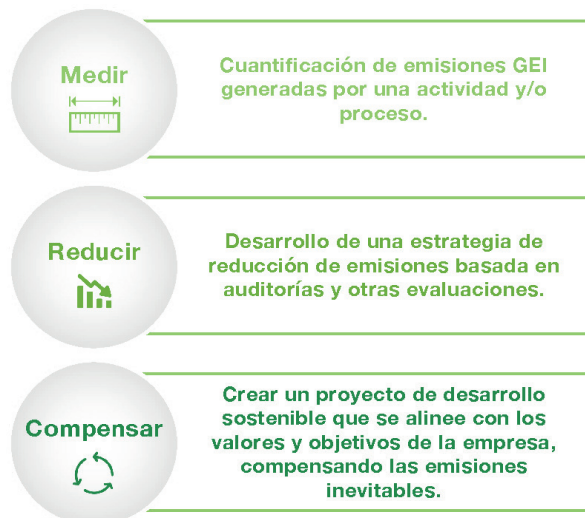 Medir
Cuantificación de emisiones GEI
generadas por una actividad y/o
proceso.
Reducir
Desarrollo de una estrategia de
reducción de emisiones basada en
auditorías y otras evaluaciones.
Compensar
Crear un proyecto de desarrollo
sostenible que se alinee con los
valores y objetivos de la empresa,
compensando las emisiones
inevitables.